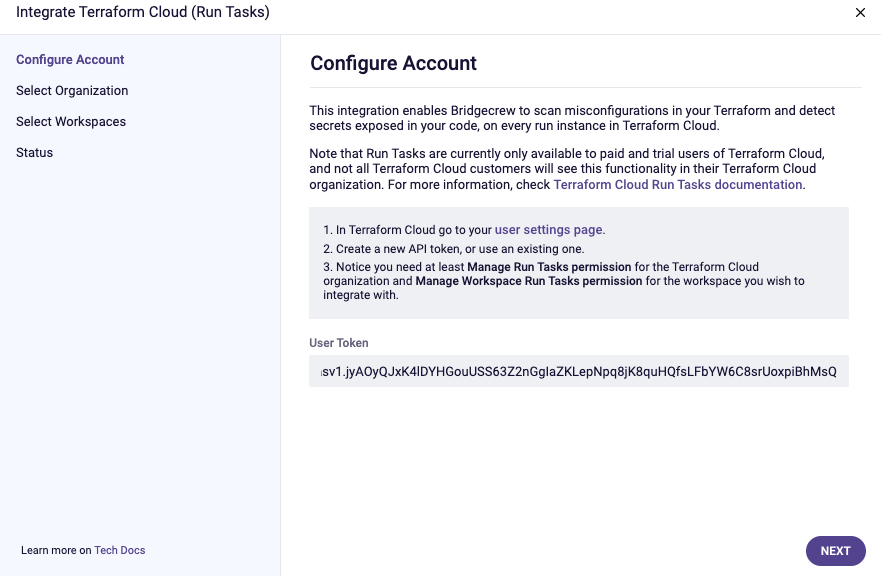 Integrate Terraform Cloud (Run Tasks)
Configure Account
Select Organization
Select Workspaces
Status
Learn more on Tech Docs
Configure Account
This integration enables Bridgecrew to scan misconfigurations in your Terraform and detect
secrets exposed in your code, on every run instance in Terraform Cloud.
Note that Run Tasks are currently only available to paid and trial users of Terraform Cloud,
and not all Terraform Cloud customers will see this functionality in their Terraform Cloud
organization. For more information, check Terraform Cloud Run Tasks documentation.
1. In Terraform Cloud go to your user settings page.
2. Create a new API token, or use an existing one.
3. Notice you need at least Manage Run Tasks permission for the Terraform Cloud
organization and Manage Workspace Run Tasks permission for the workspace you wish to
integrate with.
User Token
sv1.jyAOyQJxK4lDYHGouUSS63Z2nGglaZKLepNpq8jK8quHQfsLFbYW6C8srUoxpiBhMsQ
NEXT